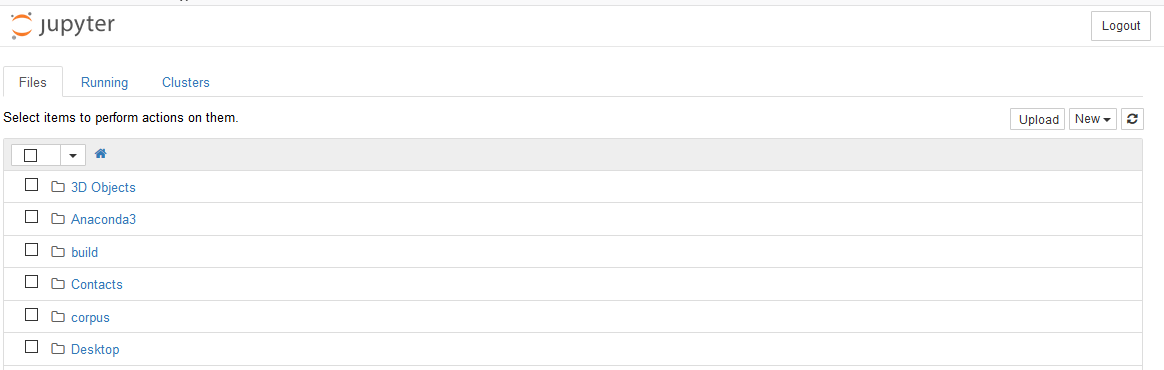 jupyter
Logout
Files Running Clusters
Select items to perform actions on them.
Upload New
3D Objects
Anaconda3
build
Contacts
corpus
Desktop